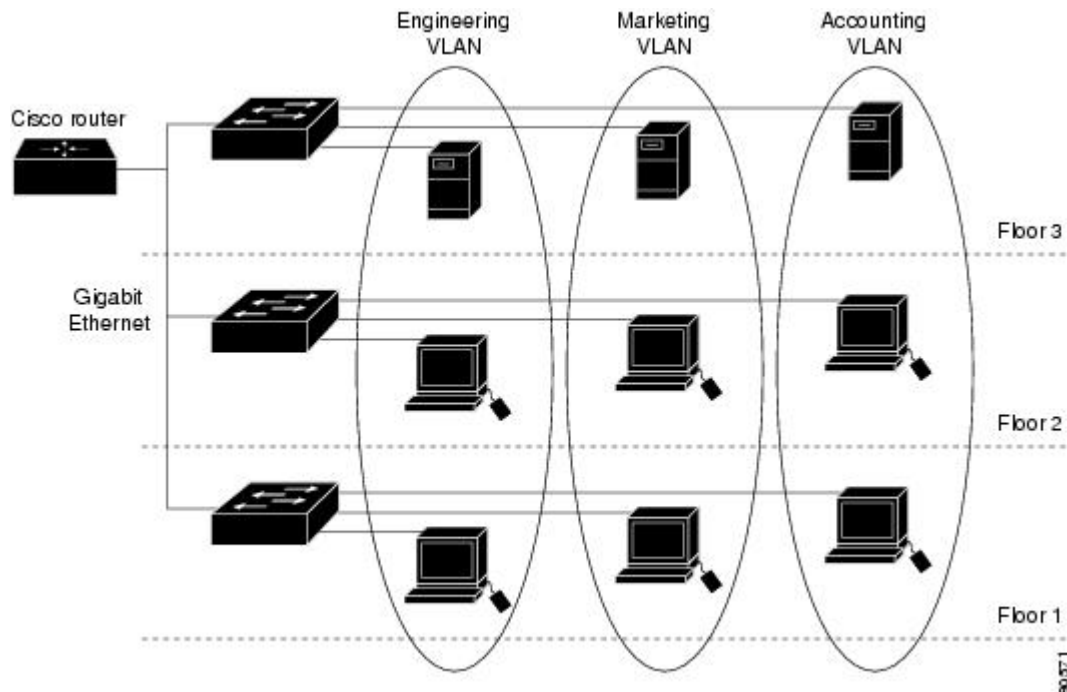 Engineering
VLAN
Marketing
VLAN
Accounting
VLAN
Cisco router
Floor 3
Gigabit
Ethernet
Floor 2
Floor 1